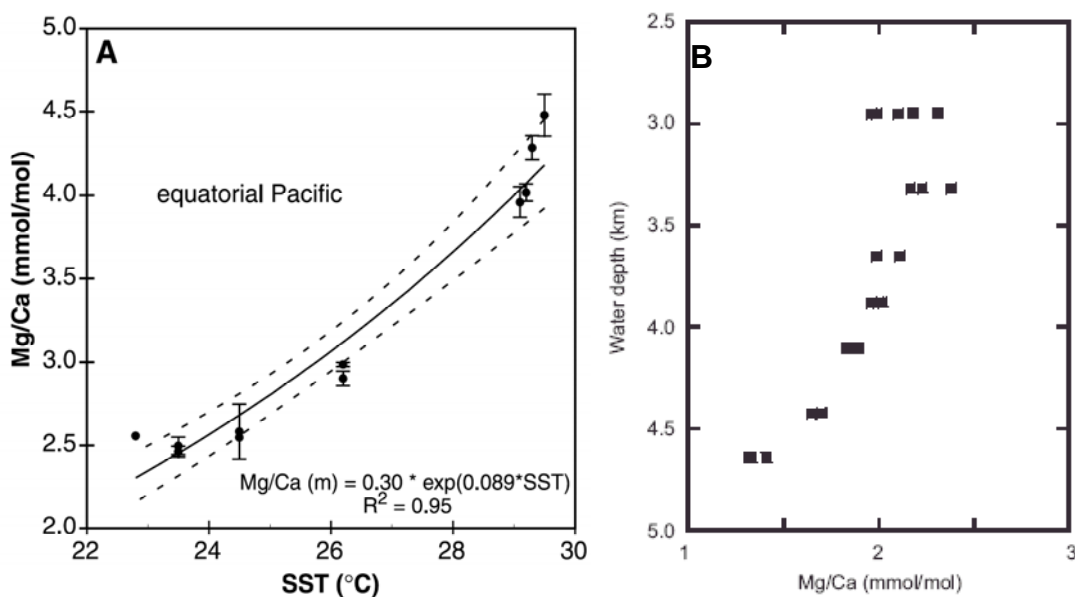 A
5.0
4.5
4.0
3.5
3.0
2.5
2.0
Mg/Ca (mmol/mol)
equatorial Pacific
Mg/Ca (m) = 0.30 * exp(0.089*SST)
R² = 0.95
22
24
26
28
30
SST (°C)
B
2.5
3.0
3.5
4.0
4.5
5.0
Water depth (km)
1
2
3
Mg/Ca (mmol/mol)